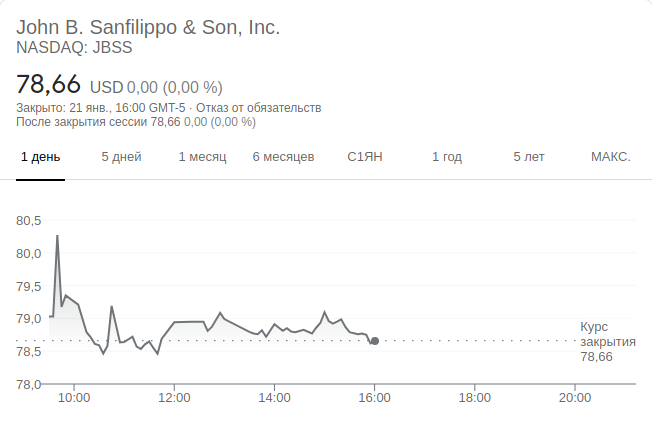 John B. Sanfilippo & Son, Inc.
NASDAQ: JBSS
78,66 USD 0,00 (0,00 %)
Закрыто: 21 янв., 16:00 GMT-5 · Отказ от обязательств
После закрытия сессии 78,66 0,00 (0,00 %)
1 день 5 дней 1 месяц 6 месяцев С1ЯН 1 год 5 лет МАКС.
80,5
80,0
79,5
79,0
78,5
78,0
Курс
закрытия
78,66
10:00 12:00 14:00 16:00 18:00 20:00